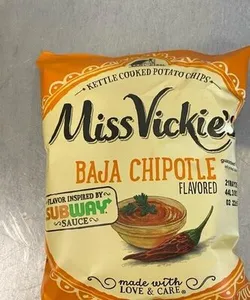 KETTLE COOKED POTATO CHIPS
Miss Vickie's
BAJA CHIPOTLE
FLAVORED
FLAVOR INSPIRED BY
SUBWAY
SAUCE
made with
LOVE & CARE